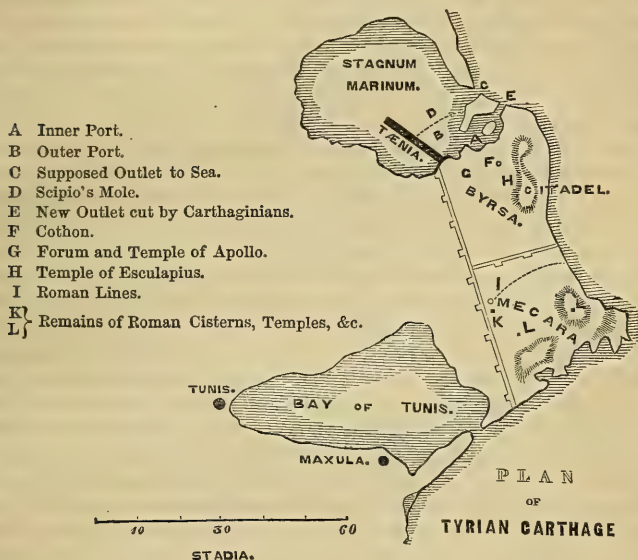 STAGNUM
MARINUM.
C
E
D
B
A
TÆNIA.
G
F
H
CITADEL.
BYRSA.
A Inner Port.
B Outer Port.
C Supposed Outlet to Sea.
D Scipio's Mole.
E New Outlet cut by Carthaginians.
F Cothon.
G Forum and Temple of Apollo.
H Temple of Esculapius.
I Roman Lines.
K
L} Remains of Roman Cisterns, Temples, &c.
I
MEGARA
K
L
TUNIS.
BAY OF TUNIS.
MAXULA.
PLAN
OF
TYRIAN CARTHAGE
10 30 60
STADIA.